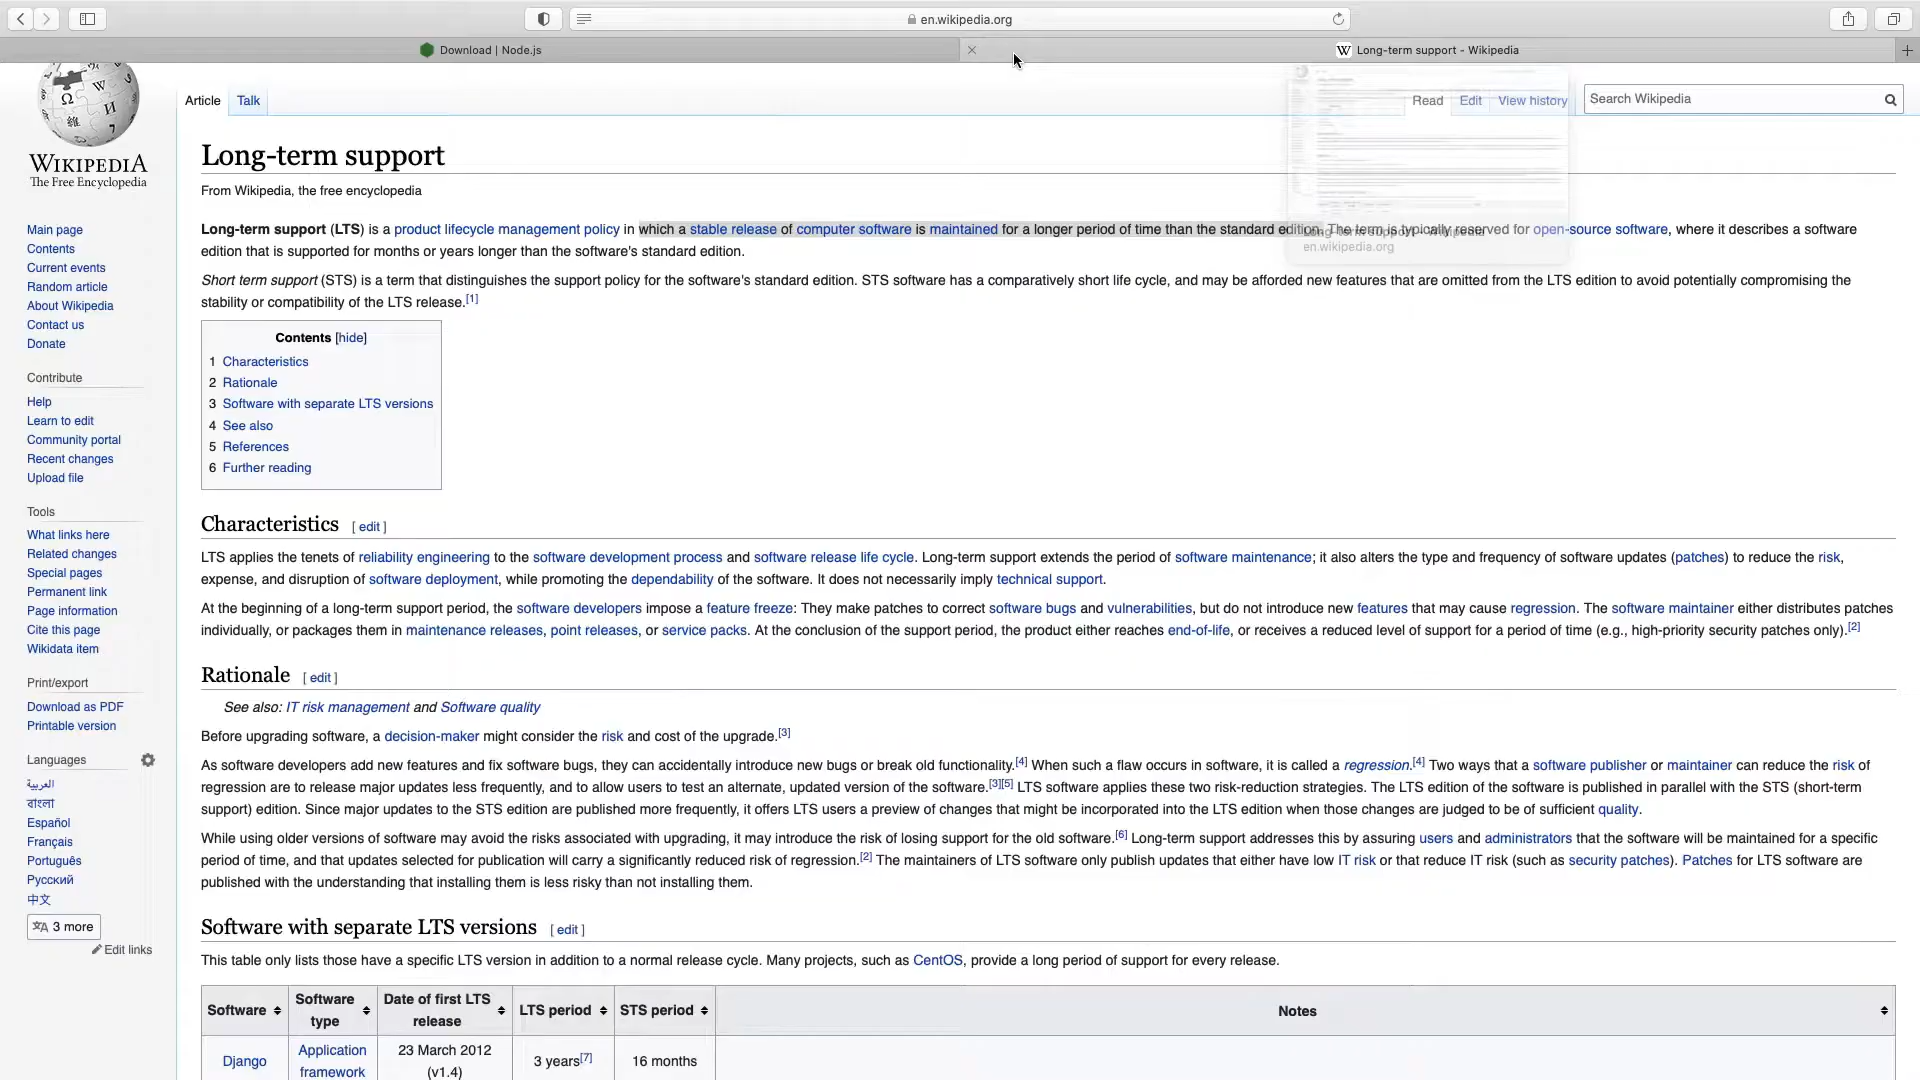 en.wikipedia.org
Download | Node.js
Long-term support - Wikipedia
WIKIPEDIA
The Free Encyclopedia
Main page
Contents
Current events
Random article
About Wikipedia
Contact us
Donate
Contribute
Help
Learn to edit
Community portal
Recent changes
Upload file
Tools
What links here
Related changes
Special pages
Permanent link
Page information
Cite this page
Wikidata item
Print/export
Download as PDF
Printable version
Languages
العربية
বাংলা
Español
Français
Português
Русский
中文
3 more
Edit links
Article Talk
Read Edit View history
Search Wikipedia
Long-term support
From Wikipedia, the free encyclopedia
Long-term support (LTS) is a product lifecycle management policy in which a stable release of computer software is maintained for a longer period of time than the standard edition. The term is typically reserved for open-source software, where it describes a software
edition that is supported for months or years longer than the software's standard edition.
Long-term support - Wikipedia
en.wikipedia.org
Short term support (STS) is a term that distinguishes the support policy for the software's standard edition. STS software has a comparatively short life cycle, and may be afforded new features that are omitted from the LTS edition to avoid potentially compromising the
stability or compatibility of the LTS release.[1]
Contents [hide]
1 Characteristics
2 Rationale
3 Software with separate LTS versions
4 See also
5 References
6 Further reading
Characteristics [ edit ]
LTS applies the tenets of reliability engineering to the software development process and software release life cycle. Long-term support extends the period of software maintenance; it also alters the type and frequency of software updates (patches) to reduce the risk,
expense, and disruption of software deployment, while promoting the dependability of the software. It does not necessarily imply technical support.
At the beginning of a long-term support period, the software developers impose a feature freeze: They make patches to correct software bugs and vulnerabilities, but do not introduce new features that may cause regression. The software maintainer either distributes patches
individually, or packages them in maintenance releases, point releases, or service packs. At the conclusion of the support period, the product either reaches end-of-life, or receives a reduced level of support for a period of time (e.g., high-priority security patches only).[2]
Rationale [ edit ]
See also: IT risk management and Software quality
Before upgrading software, a decision-maker might consider the risk and cost of the upgrade.[3]
As software developers add new features and fix software bugs, they can accidentally introduce new bugs or break old functionality.[4] When such a flaw occurs in software, it is called a regression.[4] Two ways that a software publisher or maintainer can reduce the risk of
regression are to release major updates less frequently, and to allow users to test an alternate, updated version of the software.[3][5] LTS software applies these two risk-reduction strategies. The LTS edition of the software is published in parallel with the STS (short-term
support) edition. Since major updates to the STS edition are published more frequently, it offers LTS users a preview of changes that might be incorporated into the LTS edition when those changes are judged to be of sufficient quality.
While using older versions of software may avoid the risks associated with upgrading, it may introduce the risk of losing support for the old software.[6] Long-term support addresses this by assuring users and administrators that the software will be maintained for a specific
period of time, and that updates selected for publication will carry a significantly reduced risk of regression.[2] The maintainers of LTS software only publish updates that either have low IT risk or that reduce IT risk (such as security patches). Patches for LTS software are
published with the understanding that installing them is less risky than not installing them.
Software with separate LTS versions [ edit ]
This table only lists those have a specific LTS version in addition to a normal release cycle. Many projects, such as CentOS, provide a long period of support for every release.
Software Software type Date of first LTS release LTS period STS period Notes
Django Application framework 23 March 2012 (v1.4) 3 years[7] 16 months